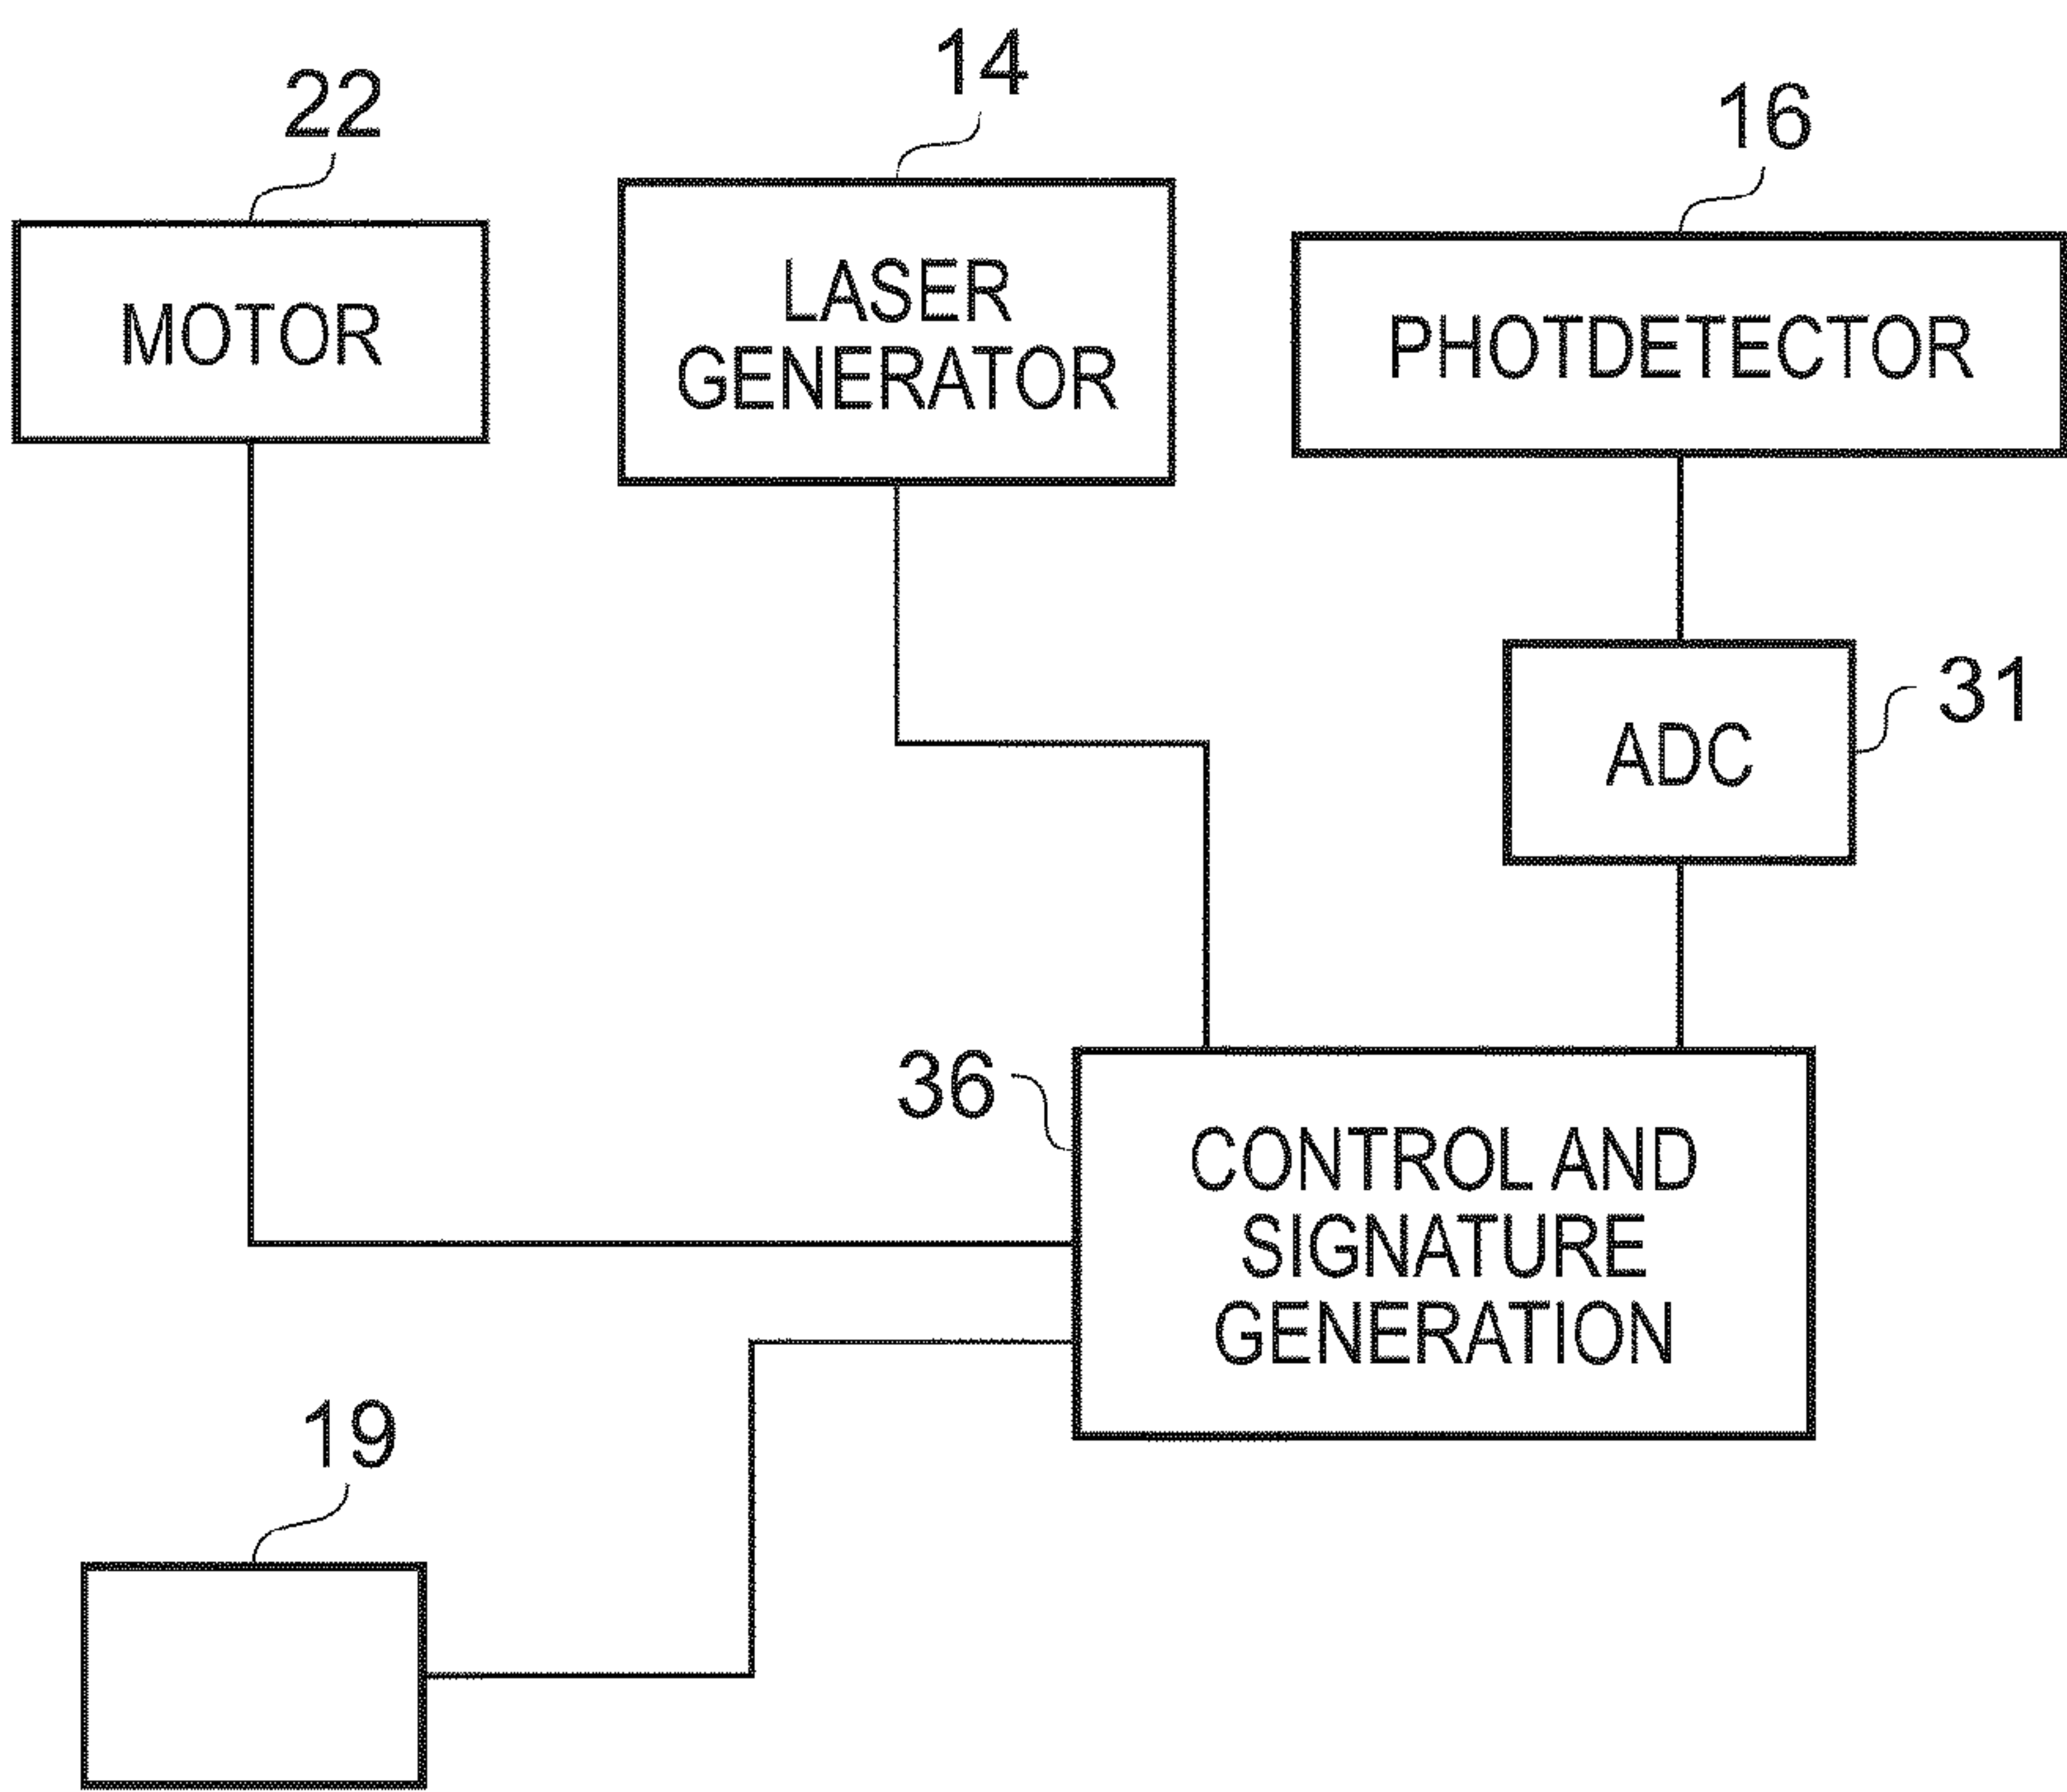 22
14
16
MOTOR
LASER
GENERATOR
PHOTDETECTOR
ADC
31
36
CONTROL AND
SIGNATURE
GENERATION
19